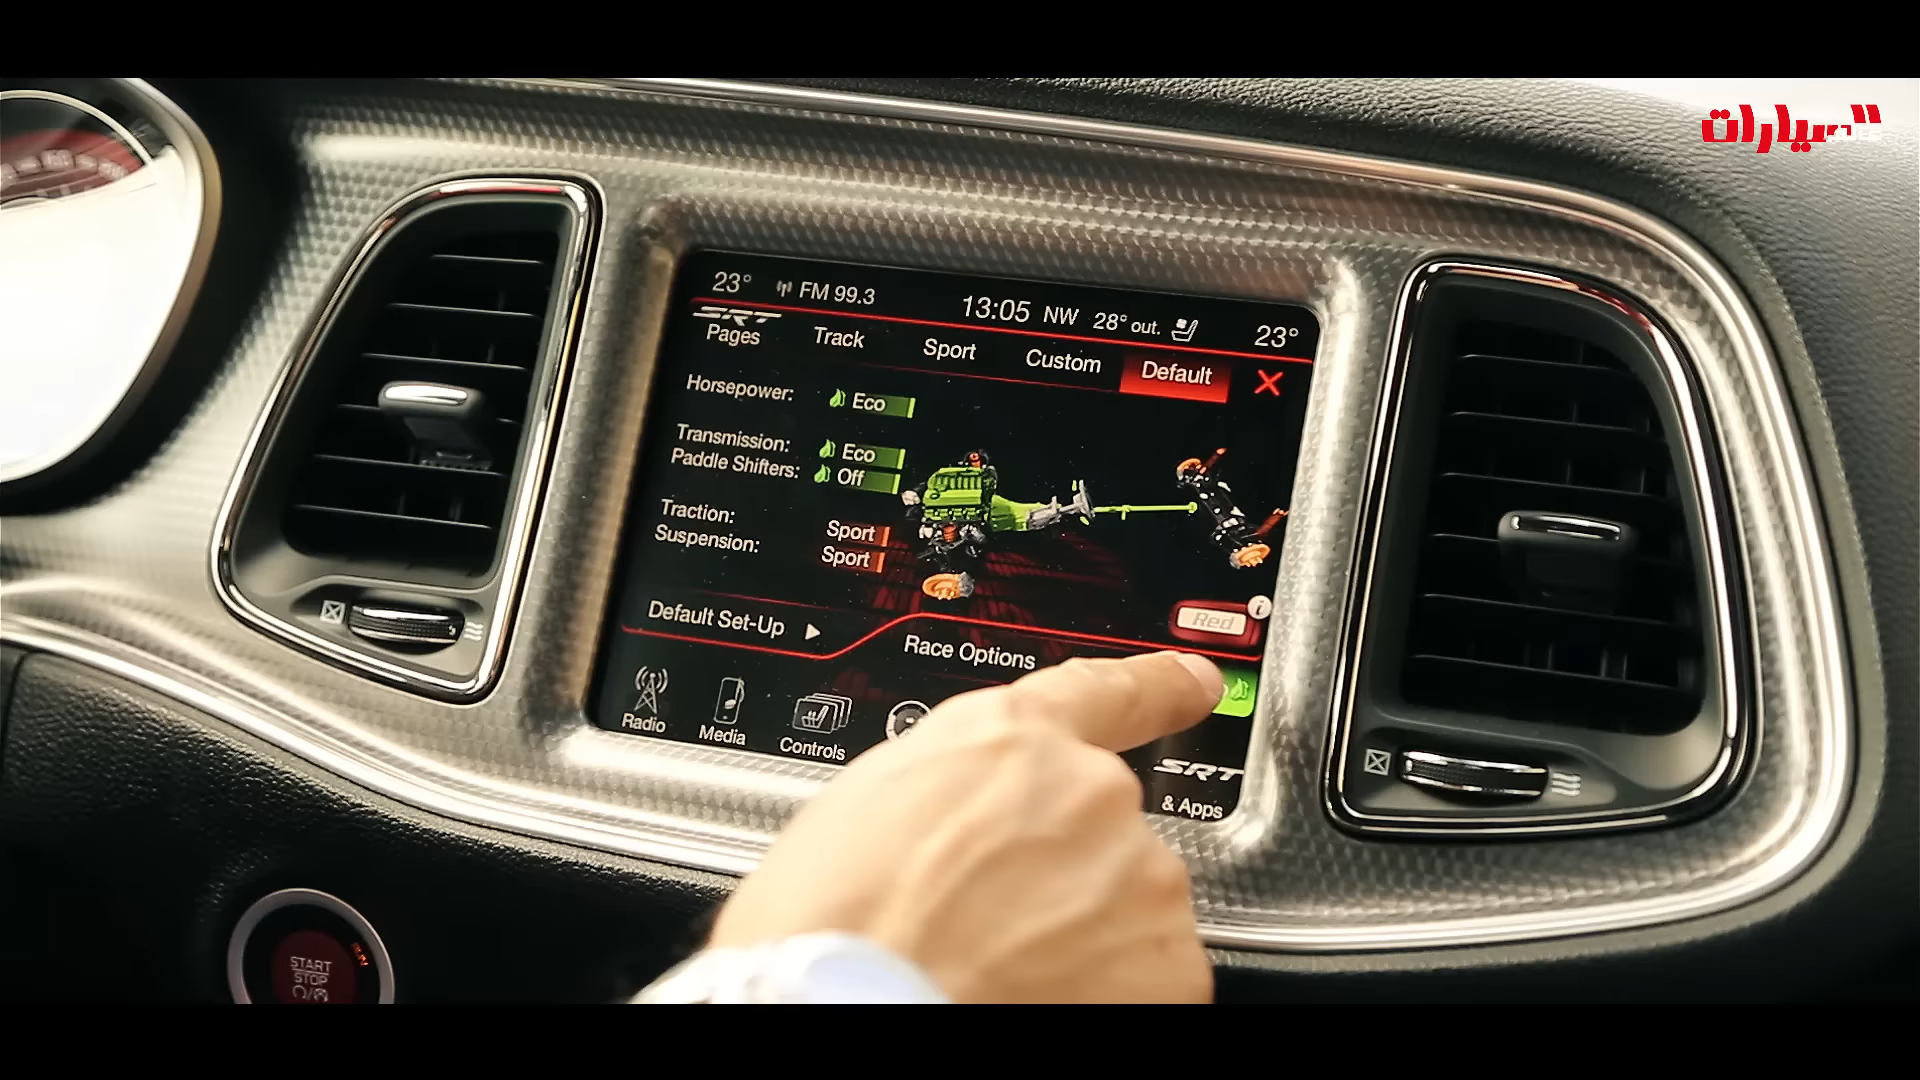 السيارات
23° FM 99.3 13:05 NW 28° out. 23°
SRT
Pages Track Sport Custom Default
Horsepower: Eco
Transmission: Eco
Paddle Shifters: Off
Traction: Sport
Suspension: Sport
Red
Default Set-Up
Race Options
Radio
Media
Controls
SRT
& Apps
START
STOP
RUN